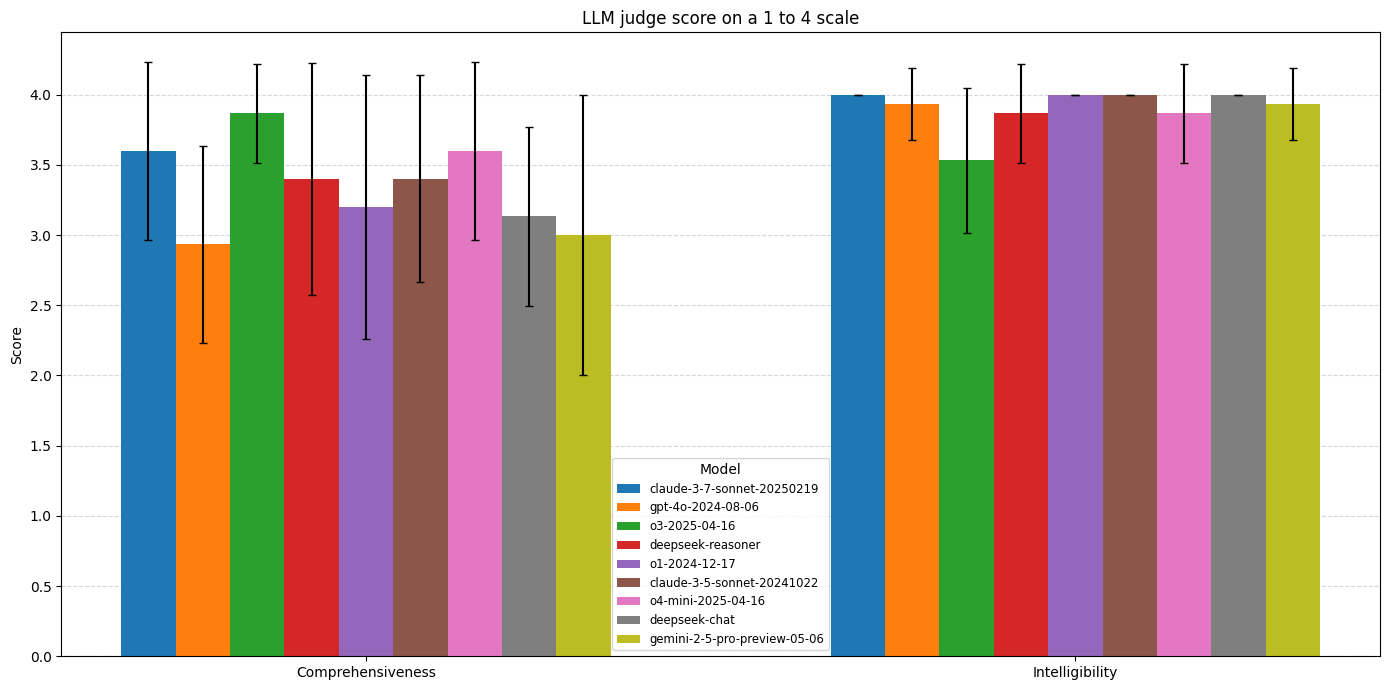 LLM judge score on a 1 to 4 scale
Score
4.0
3.5
3.0
2.5
2.0
1.5
1.0
0.5
0.0
Comprehensiveness
Intelligibility
Model
claude-3-7-sonnet-20250219
gpt-4o-2024-08-06
o3-2025-04-16
deepseek-reasoner
o1-2024-12-17
claude-3-5-sonnet-20241022
o4-mini-2025-04-16
deepseek-chat
gemini-2-5-pro-preview-05-06